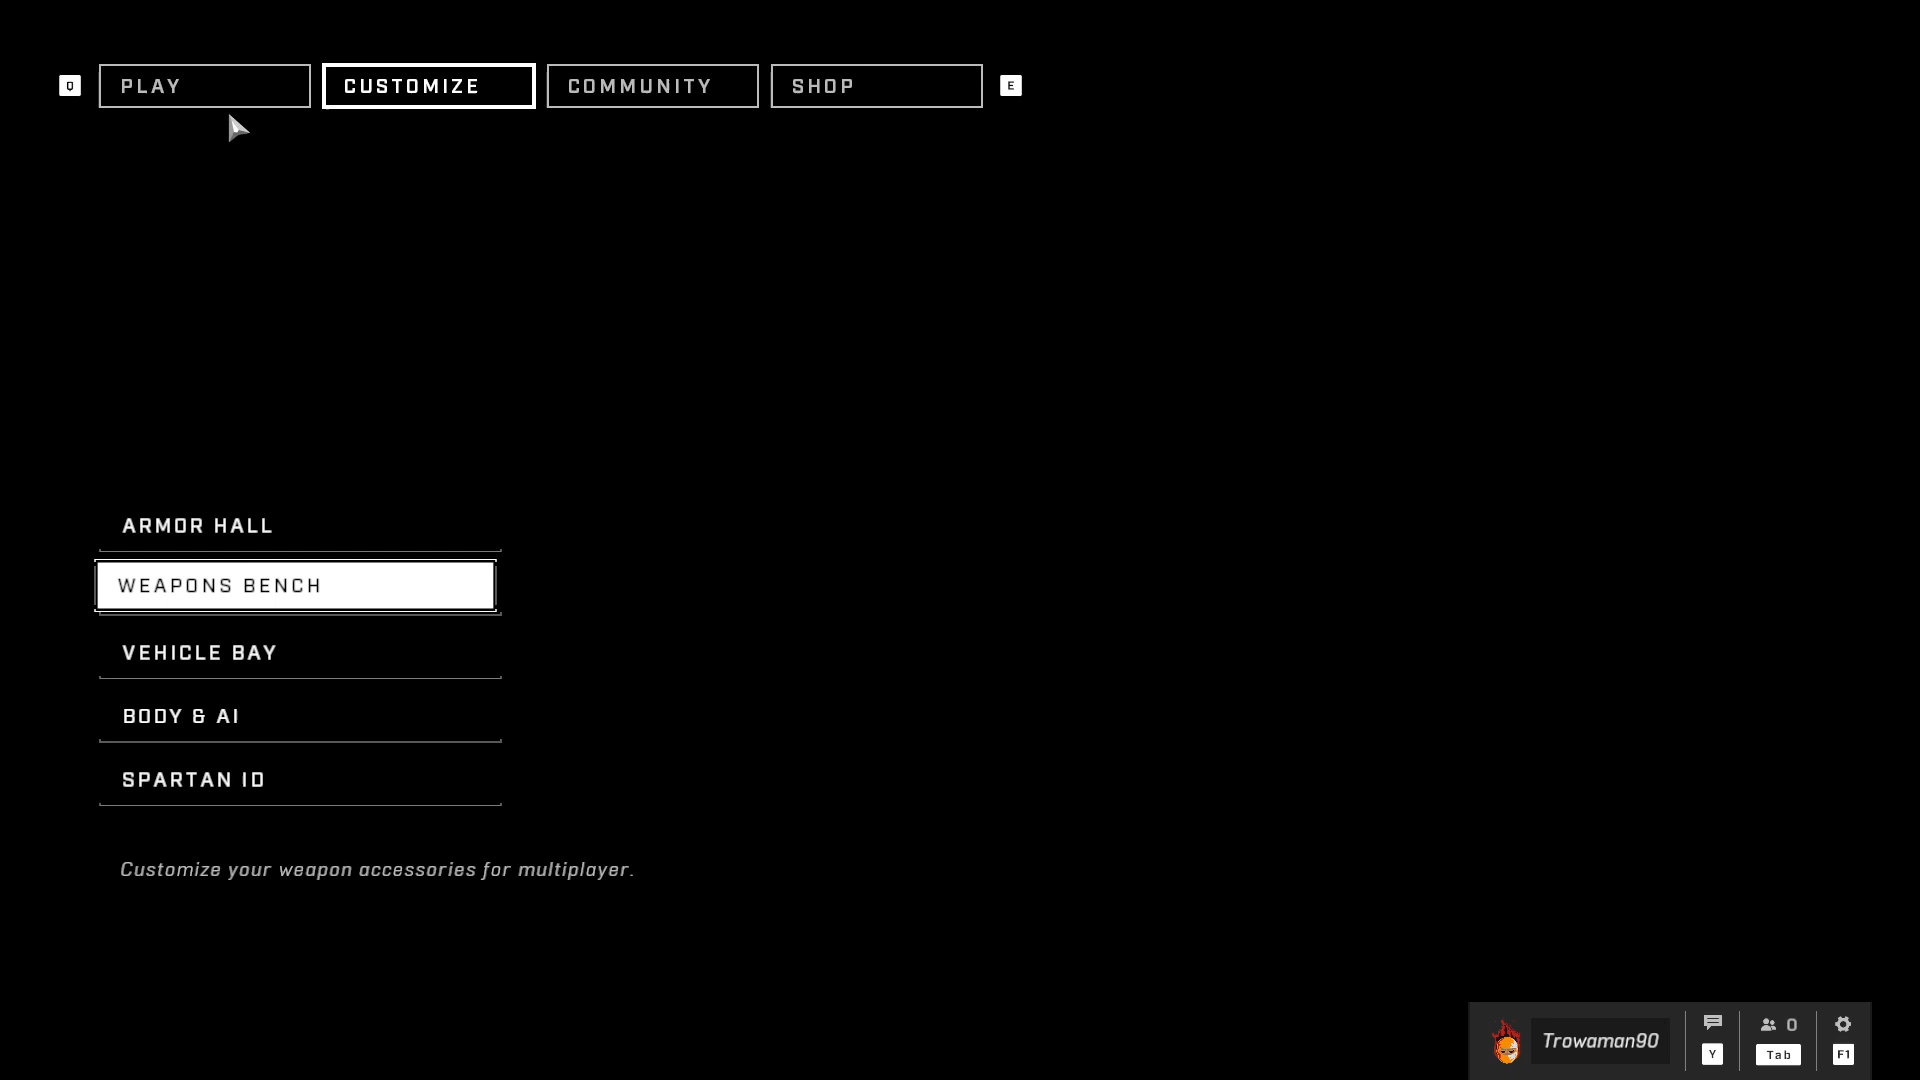 Q PLAY CUSTOMIZE COMMUNITY SHOP E
ARMOR HALL
WEAPONS BENCH
VEHICLE BAY
BODY & AI
SPARTAN ID
Customize your weapon accessories for multiplayer.
Trowaman90 0
Y Tab F1